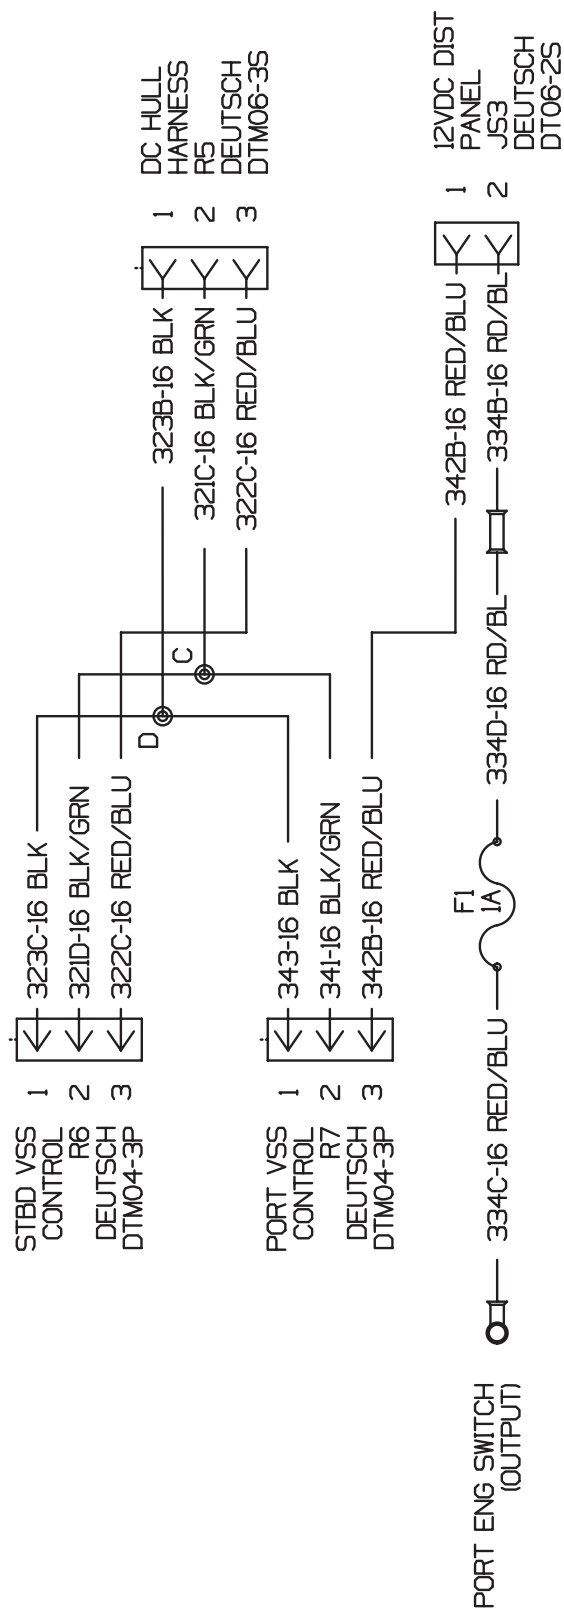 STBD VSS
CONTROL
R6
DEUTSCH
DTM04-3P
1
2
3
323C-16 BLK
321D-16 BLK/GRN
322C-16 RED/BLU
D
C
323B-16 BLK
321C-16 BLK/GRN
322C-16 RED/BLU
1
2
3
DC HULL
HARNESS
R5
DEUTSCH
DTM06-3S
PORT VSS
CONTROL
R7
DEUTSCH
DTM04-3P
1
2
3
343-16 BLK
341-16 BLK/GRN
342B-16 RED/BLU
342B-16 RED/BLU
1
2
12VDC DIST
PANEL
JS3
DEUTSCH
DT06-2S
PORT ENG SWITCH
(OUTPUT)
334C-16 RED/BLU
F1
1A
334D-16 RD/BL
334B-16 RD/BL